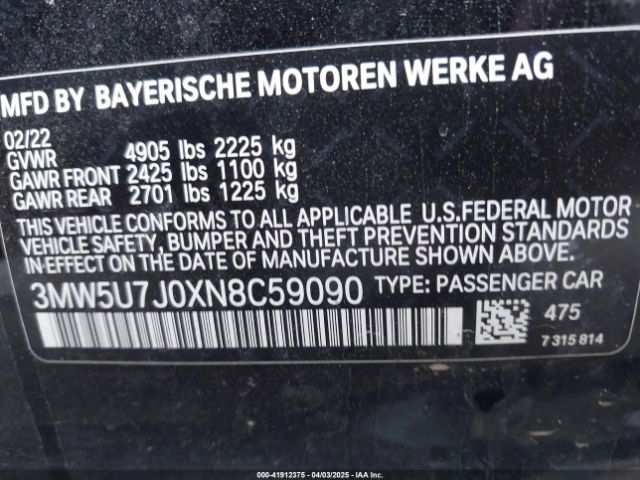 MFD BY BAYERISCHE MOTOREN WERKE AG
02/22
GVWR 4905 lbs 2225 kg
GAWR FRONT 2425 lbs 1100 kg
GAWR REAR 2701 lbs 1225 kg
THIS VEHICLE CONFORMS TO ALL APPLICABLE U.S.FEDERAL MOTOR
VEHICLE SAFETY, BUMPER AND THEFT PREVENTION STANDARDS
IN EFFECT ON THE DATE OF MANUFACTURE SHOWN ABOVE.
3MW5U7J0XN8C59090 TYPE: PASSENGER CAR
475
7315814
000-41912375 - 04/03/2025 - IAA Inc.